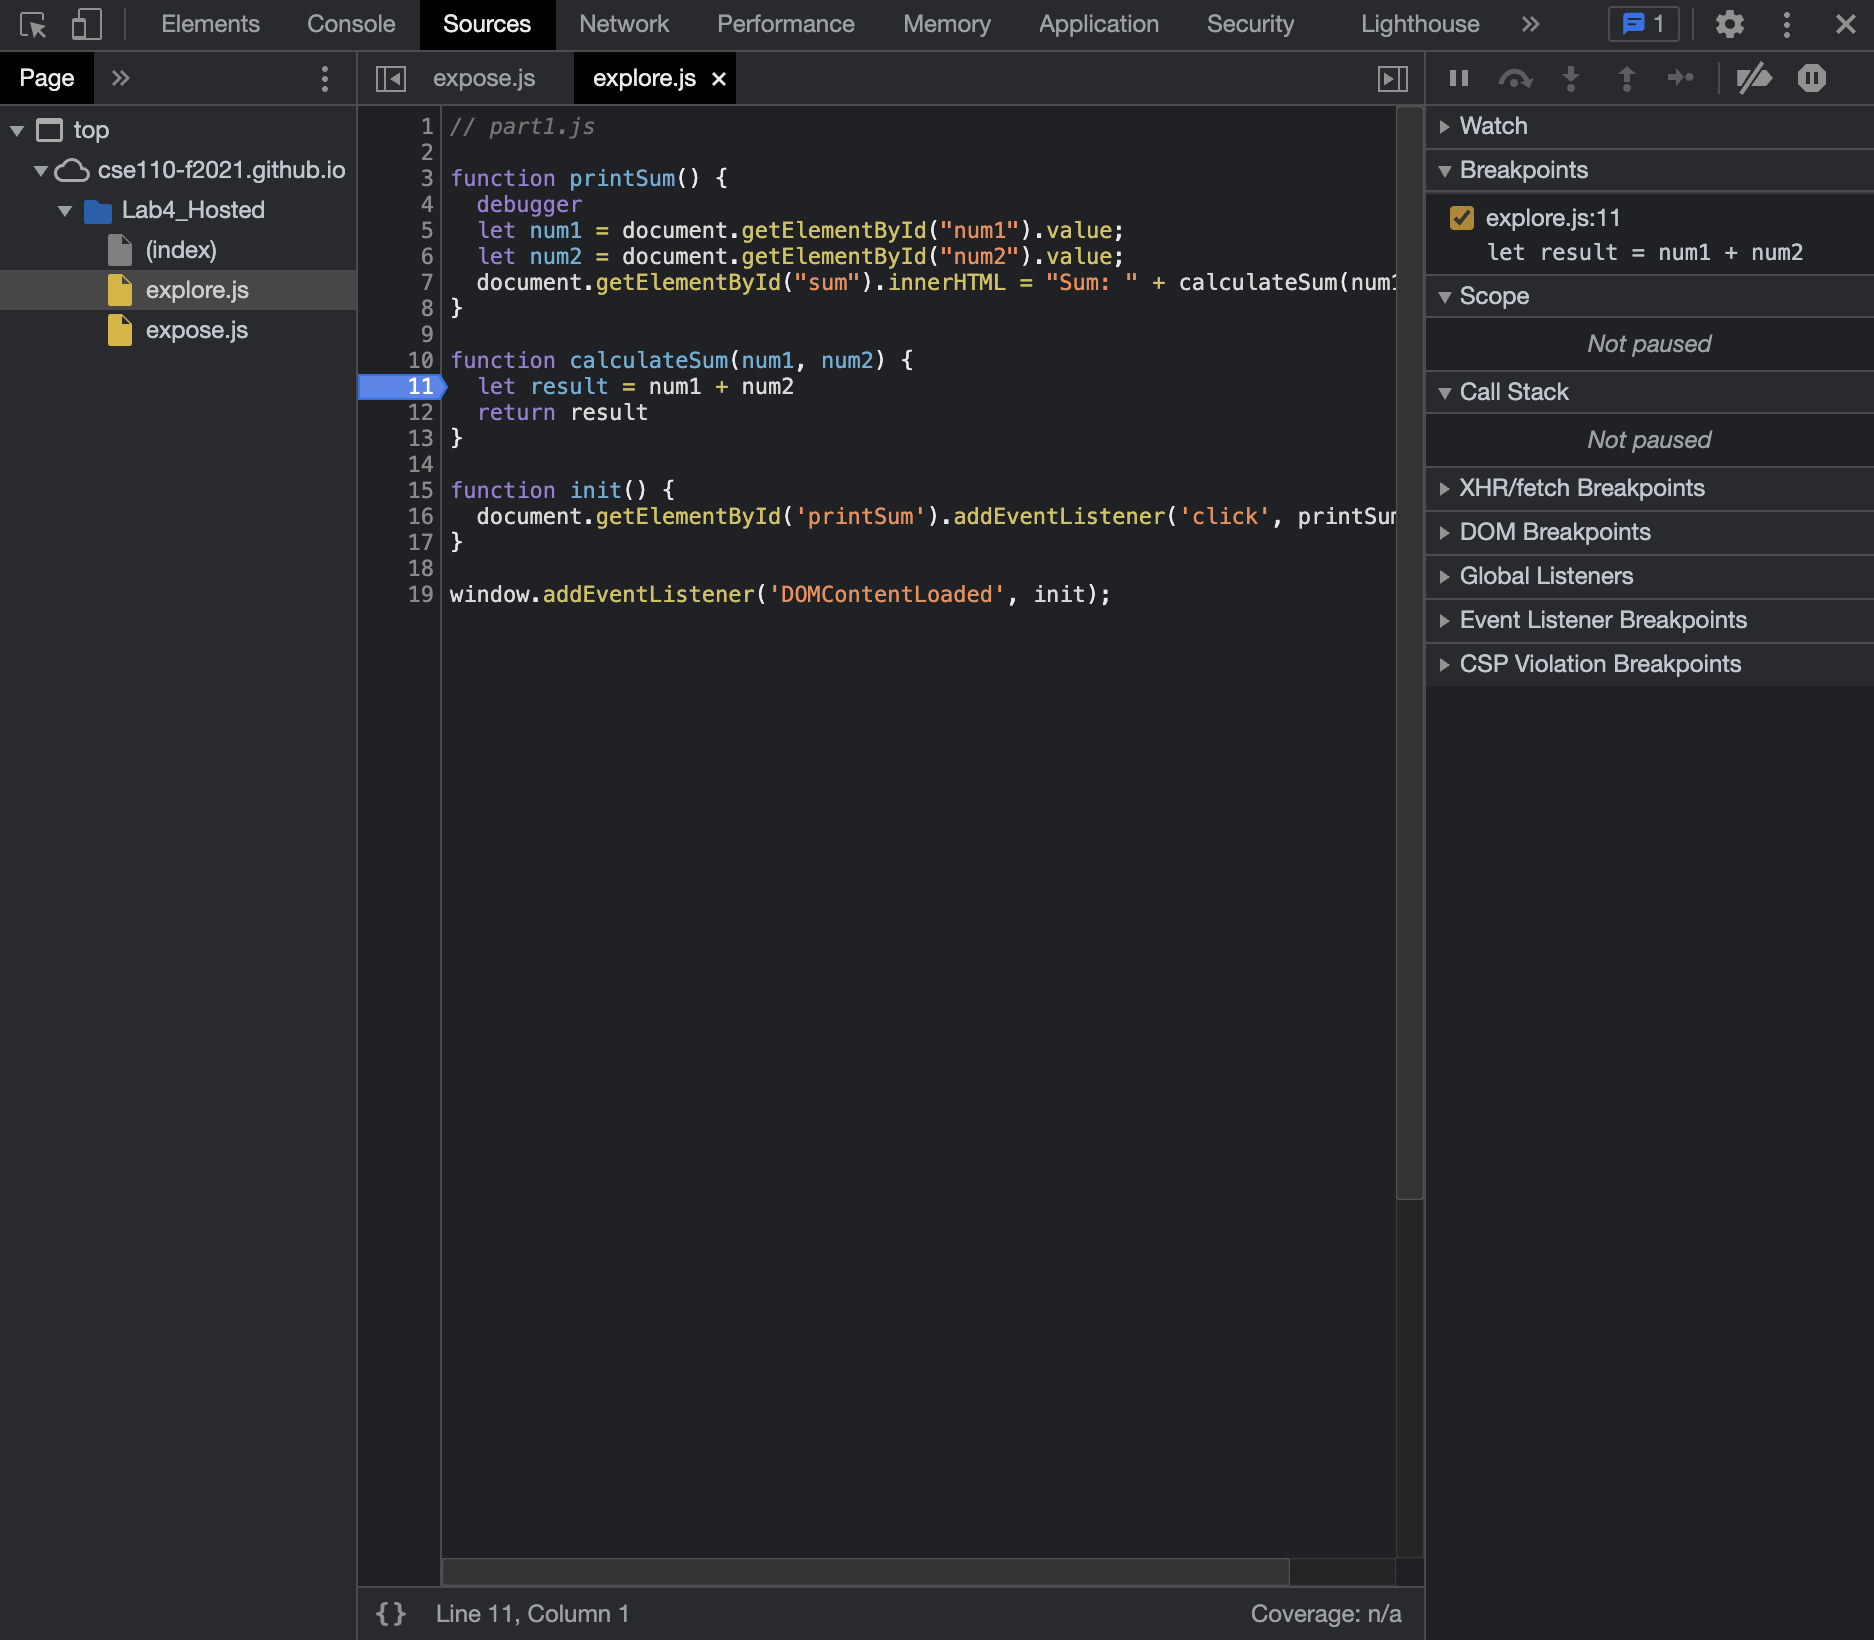 Elements Console Sources Network Performance Memory Application Security Lighthouse » 1
Page »
expose.js explore.js ×
top
cse110-f2021.github.io
Lab4_Hosted
(index)
explore.js
expose.js
1 // part1.js
2
3 function printSum() {
4 debugger
5 let num1 = document.getElementById("num1").value;
6 let num2 = document.getElementById("num2").value;
7 document.getElementById("sum").innerHTML = "Sum: " + calculateSum(num1
8 }
9
10 function calculateSum(num1, num2) {
11 let result = num1 + num2
12 return result
13 }
14
15 function init() {
16 document.getElementById('printSum').addEventListener('click', printSum
17 }
18
19 window.addEventListener('DOMContentLoaded', init);
{} Line 11, Column 1
Coverage: n/a
Watch
Breakpoints
explore.js:11
let result = num1 + num2
Scope
Not paused
Call Stack
Not paused
XHR/fetch Breakpoints
DOM Breakpoints
Global Listeners
Event Listener Breakpoints
CSP Violation Breakpoints